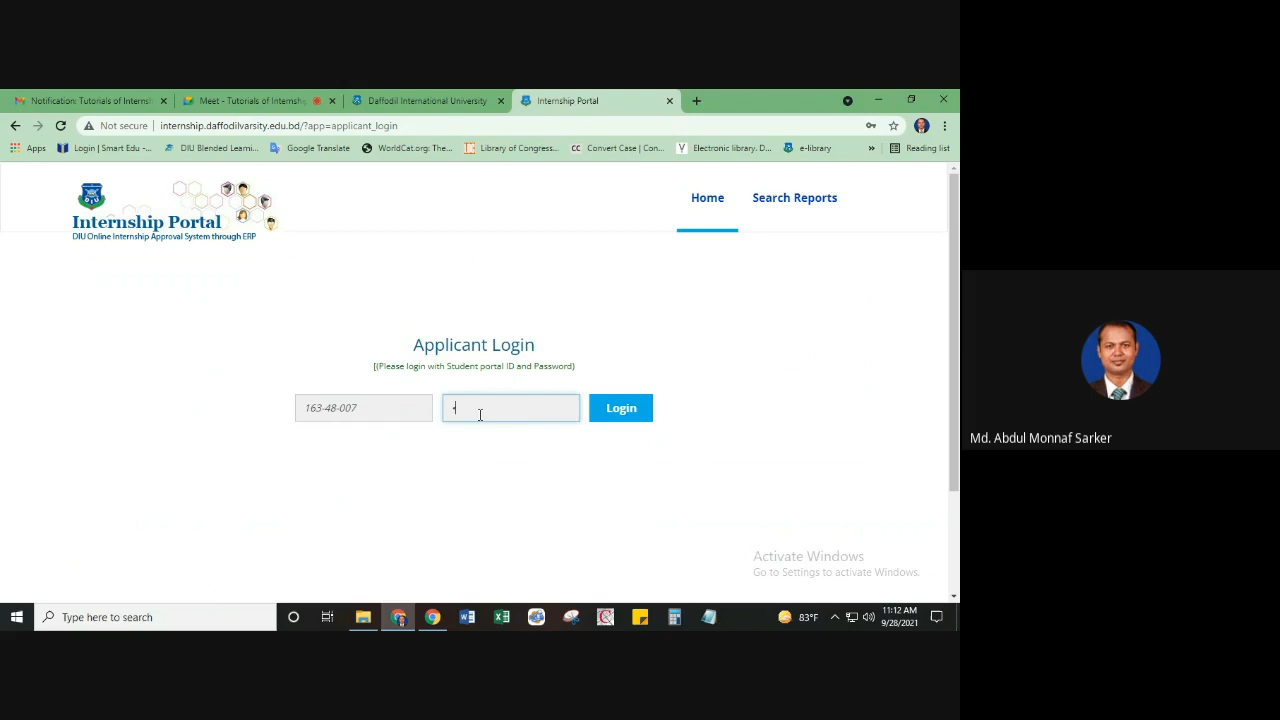 Notification: Tutorials of Internsh
Meet - Tutorials of Internship
Daffodil International University
Internship Portal
Not secure
internship.daffodilvarsity.edu.bd/?app=applicant_login
Apps
Login | Smart Edu -...
DIU Blended Learni...
Google Translate
WorldCat.org: The...
Library of Congress...
CC
Convert Case | Con...
Electronic library. D...
e-library
»
Reading list
DIU
Internship Portal
DIU Online Internship Approval System through ERP
Home
Search Reports
Applicant Login
[(Please login with Student portal ID and Password)
163-48-007
Login
Md. Abdul Monnaf Sarker
Activate Windows
Go to Settings to activate Windows.
Type here to search
83°F
11:12 AM
9/28/2021